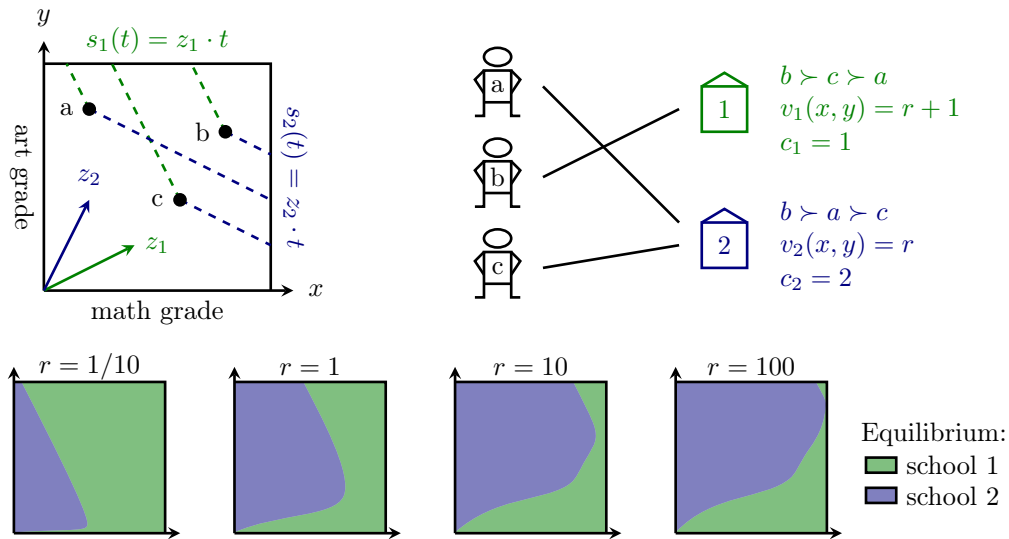 y
s₁(t) = z₁ · t
a
b
c
z₂
z₁
art grade
s₂(t) = z₂ · t
x
math grade
a
b
c
1
b ≻ c ≻ a
v₁(x, y) = r + 1
c₁ = 1
2
b ≻ a ≻ c
v₂(x, y) = r
c₂ = 2
r = 1/10
r = 1
r = 10
r = 100
Equilibrium:
school 1
school 2